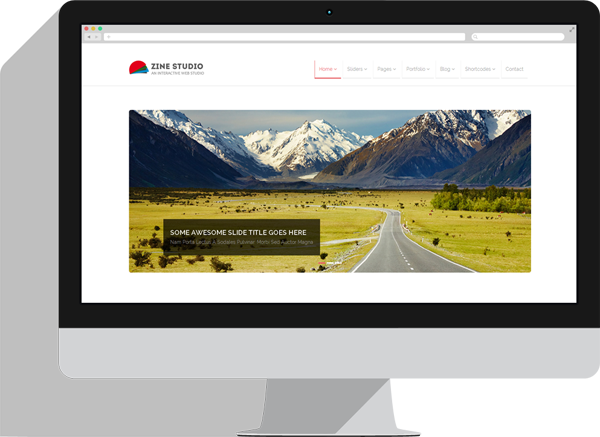 ZINE STUDIO
AN INTERACTIVE WEB STUDIO
Home Sliders Pages Portfolio Blog Shortcodes Contact
SOME AWESOME SLIDE TITLE GOES HERE
Nam Porta Lectus A Sodales Pulvinar, Morbi Sed Auctor Magna